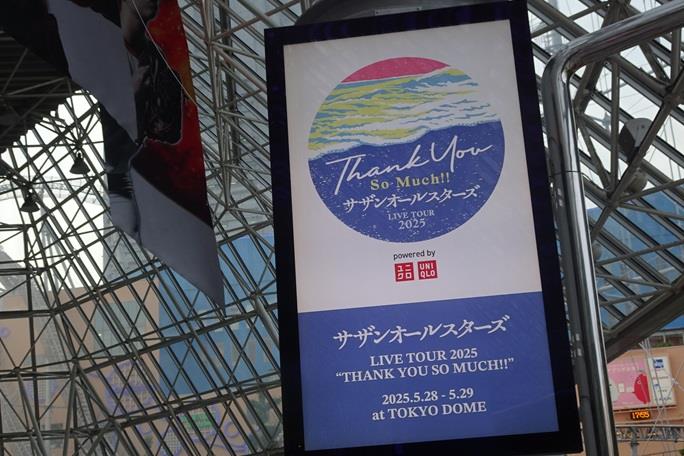 Thank You
So Much!!
サザンオールスターズ
LIVE TOUR
2025
powered by
ユニ
クロ
UNI
QLO
サザンオールスターズ
LIVE TOUR 2025
“THANK YOU SO MUCH!!”
2025.5.28 - 5.29
at TOKYO DOME